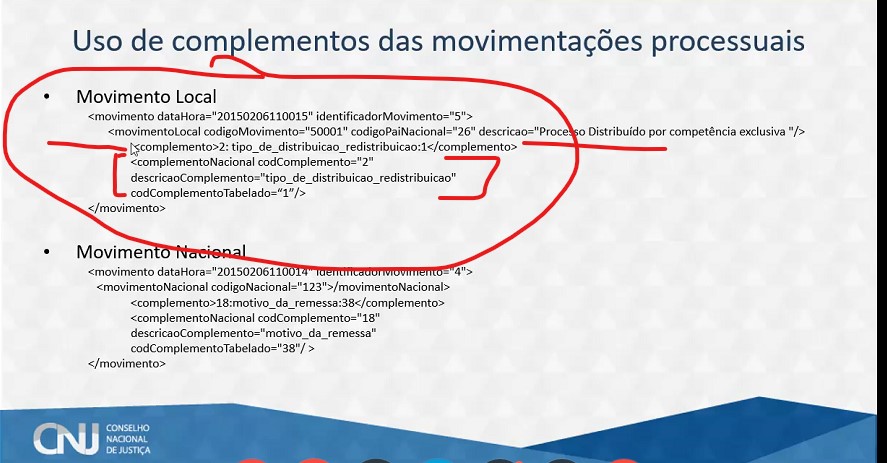 Uso de complementos das movimentações processuais
• Movimento Local
<movimento dataHora="20150206110015" identificadorMovimento="5">
<movimentoLocal codigoMovimento="50001" codigoPaiNacional="26" descricao="Processo Distribuído por competência exclusiva "/>
<complemento>2: tipo_de_distribuicao_redistribuicao:1</complemento>
<complementoNacional codComplemento="2"
descricaoComplemento="tipo_de_distribuicao_redistribuicao"
codComplementoTabelado=“1”/>
</movimento>
• Movimento Nacional
<movimento dataHora="20150206110014" identificadorMovimento="4">
<movimentoNacional codigoNacional="123">/movimentoNacional>
<complemento>18:motivo_da_remessa:38</complemento>
<complementoNacional codComplemento="18"
descricaoComplemento="motivo_da_remessa"
codComplementoTabelado="38"/ >
</movimento>
CNJ
CONSELHO
NACIONAL
DE JUSTIÇA